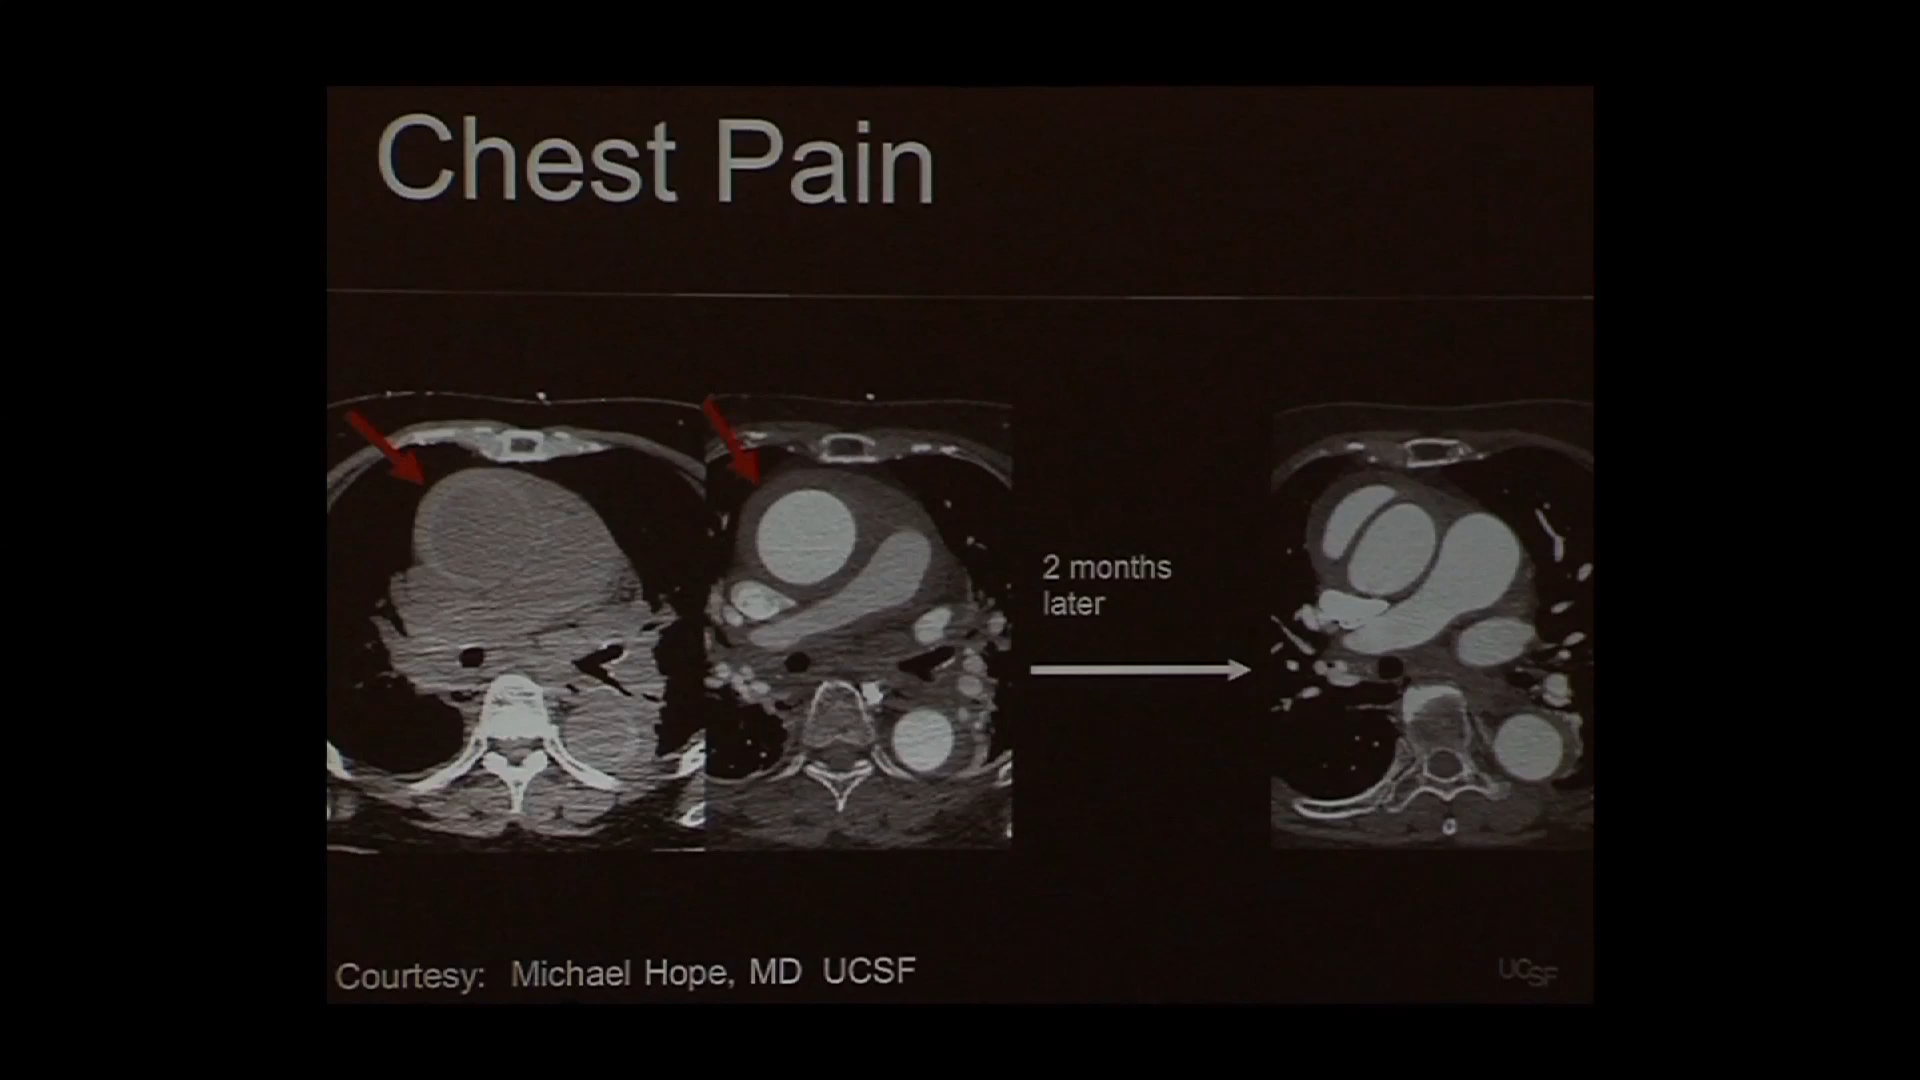 Chest Pain
2 months
later
Courtesy: Michael Hope, MD UCSF
UCSF